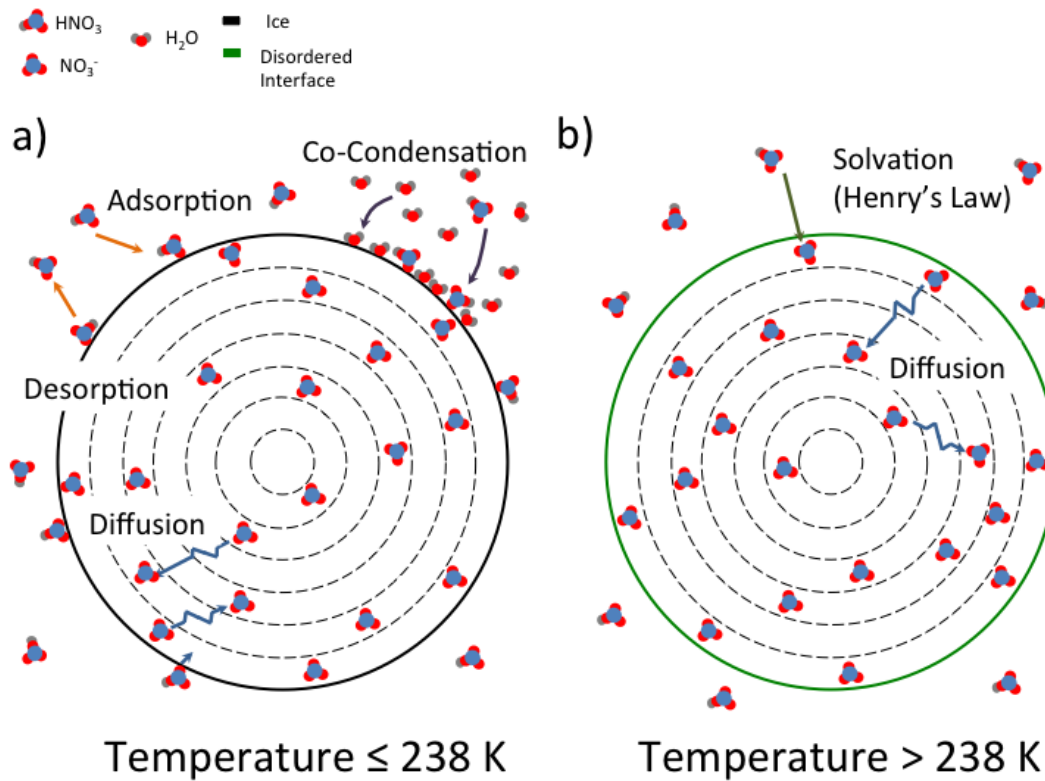 HNO₃
H₂O
Ice
NO₃⁻
Disordered
Interface
a)
Co-Condensation
Adsorption
Desorption
Diffusion
Temperature ≤ 238 K
b)
Solvation
(Henry's Law)
Diffusion
Temperature > 238 K